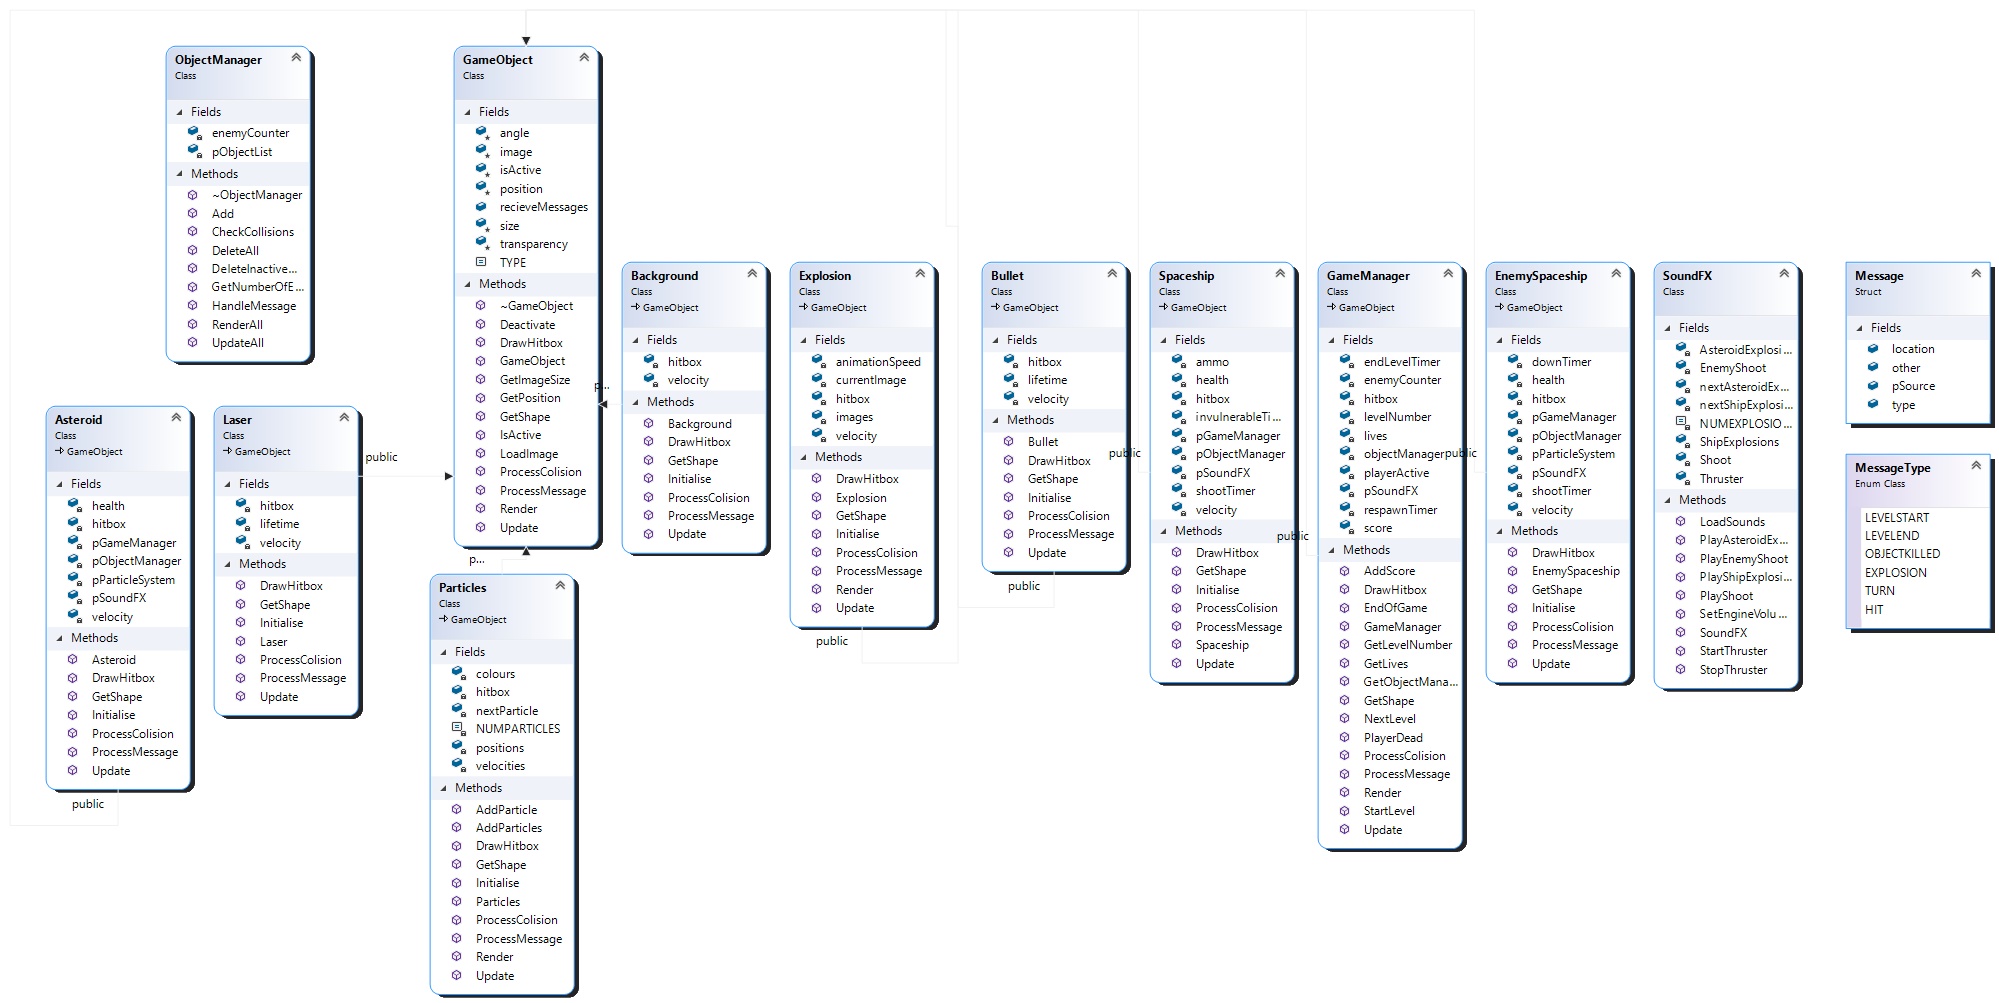 ObjectManager
Class
Fields
enemyCounter
pObjectList
Methods
~ObjectManager
Add
CheckCollisions
DeleteAll
DeleteInactive...
GetNumberOfE...
HandleMessage
RenderAll
UpdateAll
GameObject
Class
Fields
angle
image
isActive
position
recieveMessages
size
transparency
TYPE
Methods
~GameObject
Deactivate
DrawHitbox
GameObject
GetImageSize
GetPosition
GetShape
IsActive
LoadImage
ProcessColision
ProcessMessage
Render
Update
p...
p...
Asteroid
Class
GameObject
Fields
health
hitbox
pGameManager
pObjectManager
pParticleSystem
pSoundFX
velocity
Methods
Asteroid
DrawHitbox
GetShape
Initialise
ProcessColision
ProcessMessage
Update
public
Laser
Class
GameObject
Fields
hitbox
lifetime
velocity
Methods
DrawHitbox
GetShape
Initialise
Laser
ProcessColision
ProcessMessage
Update
public
Particles
Class
GameObject
Fields
colours
hitbox
nextParticle
NUMPARTICLES
positions
velocities
Methods
AddParticle
AddParticles
DrawHitbox
GetShape
Initialise
Particles
ProcessColision
ProcessMessage
Render
Update
Background
Class
GameObject
Fields
hitbox
velocity
Methods
Background
DrawHitbox
GetShape
Initialise
ProcessColision
ProcessMessage
Update
Explosion
Class
GameObject
Fields
animationSpeed
currentImage
hitbox
images
velocity
Methods
DrawHitbox
Explosion
GetShape
Initialise
ProcessColision
ProcessMessage
Render
Update
public
Bullet
Class
GameObject
Fields
hitbox
lifetime
velocity
Methods
Bullet
DrawHitbox
GetShape
Initialise
ProcessColision
ProcessMessage
Update
public
public
Spaceship
Class
GameObject
Fields
ammo
health
hitbox
invulnerableTi...
pGameManager
pObjectManager
pSoundFX
shootTimer
velocity
Methods
DrawHitbox
GetShape
Initialise
ProcessColision
ProcessMessage
Spaceship
Update
public
GameManager
Class
GameObject
Fields
endLevelTimer
enemyCounter
hitbox
levelNumber
lives
objectManager
playerActive
pSoundFX
respawnTimer
score
Methods
AddScore
DrawHitbox
EndOfGame
GameManager
GetLevelNumber
GetLives
GetObjectMana...
GetShape
NextLevel
PlayerDead
ProcessColision
ProcessMessage
Render
StartLevel
Update
public
EnemySpaceship
Class
GameObject
Fields
downTimer
health
hitbox
pGameManager
pObjectManager
pParticleSystem
pSoundFX
shootTimer
velocity
Methods
DrawHitbox
EnemySpaceship
GetShape
Initialise
ProcessColision
ProcessMessage
Update
SoundFX
Class
Fields
AsteroidExplosi...
EnemyShoot
nextAsteroidEx...
nextShipExplosi...
NUMEXPLOSIO...
ShipExplosions
Shoot
Thruster
Methods
LoadSounds
PlayAsteroidEx...
PlayEnemyShoot
PlayShipExplosi...
PlayShoot
SetEngineVolu...
SoundFX
StartThruster
StopThruster
Message
Struct
Fields
location
other
pSource
type
MessageType
Enum Class
LEVELSTART
LEVELEND
OBJECTKILLED
EXPLOSION
TURN
HIT